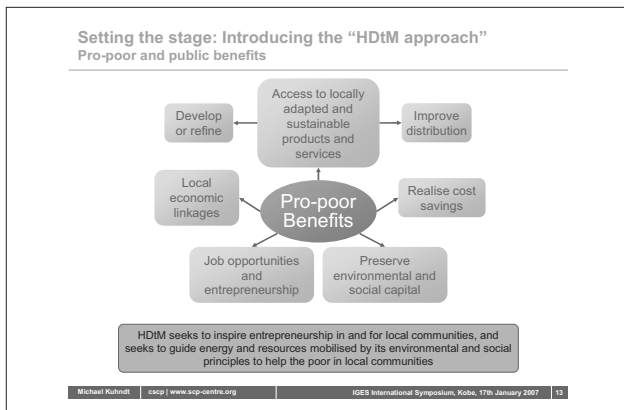 Setting the stage: Introducing the “HDtM approach”
Pro-poor and public benefits
Access to locally
adapted and
sustainable
products and
services
Develop
or refine
Improve
distribution
Local
economic
linkages
Pro-poor
Benefits
Realise cost
savings
Job opportunities
and
entrepreneurship
Preserve
environmental and
social capital
HDtM seeks to inspire entrepreneurship in and for local communities, and
seeks to guide energy and resources mobilised by its environmental and social
principles to help the poor in local communities
Michael Kuhndt cscp | www.scp-centre.org IGES International Symposium, Kobe, 17th January 2007 13